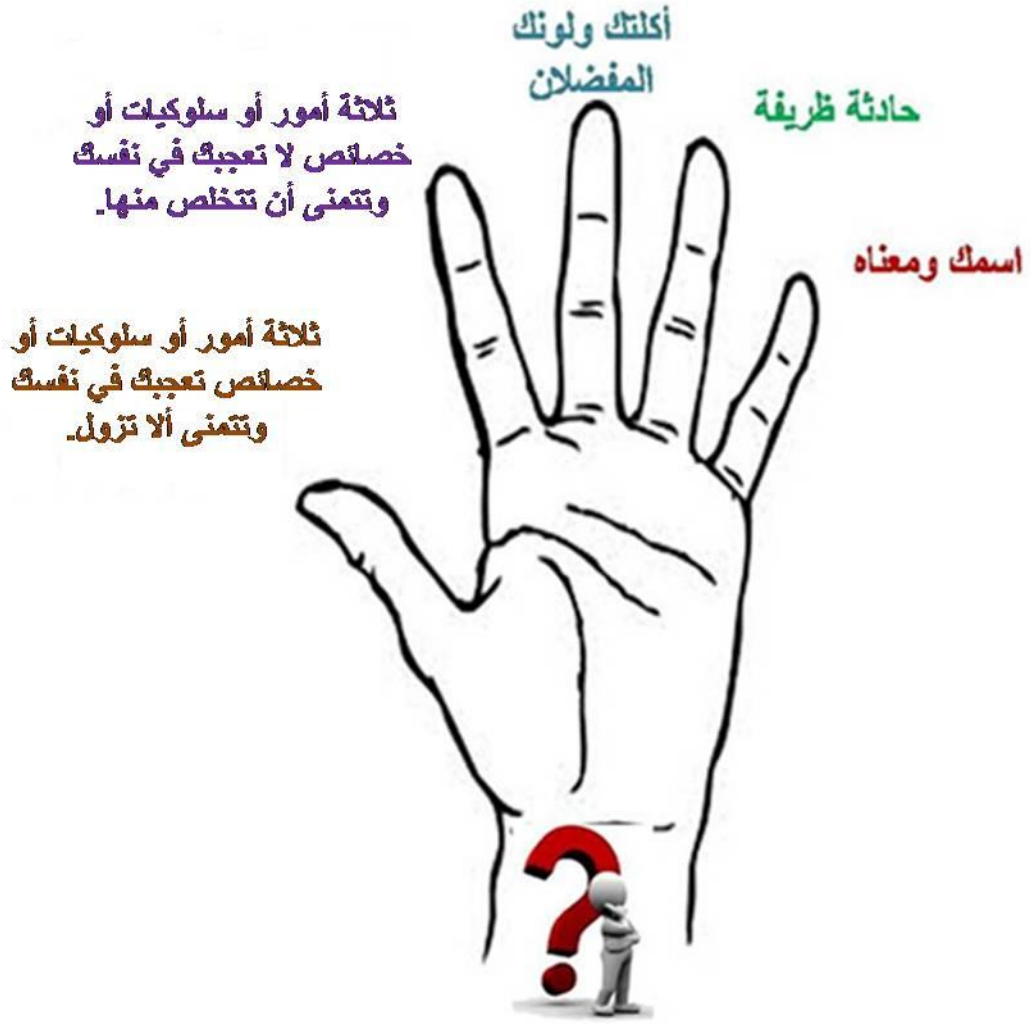 أكلتك ولونك
المفضلان
حادثة ظريفة
اسمك ومعناه
ثلاثة أمور أو سلوكيات أو
خصائص لا تعجبك في نفسك
وتتمنى أن تتخلص منها.
ثلاثة أمور أو سلوكيات أو
خصائص تعجبك في نفسك
وتتمنى ألا تزول.
?